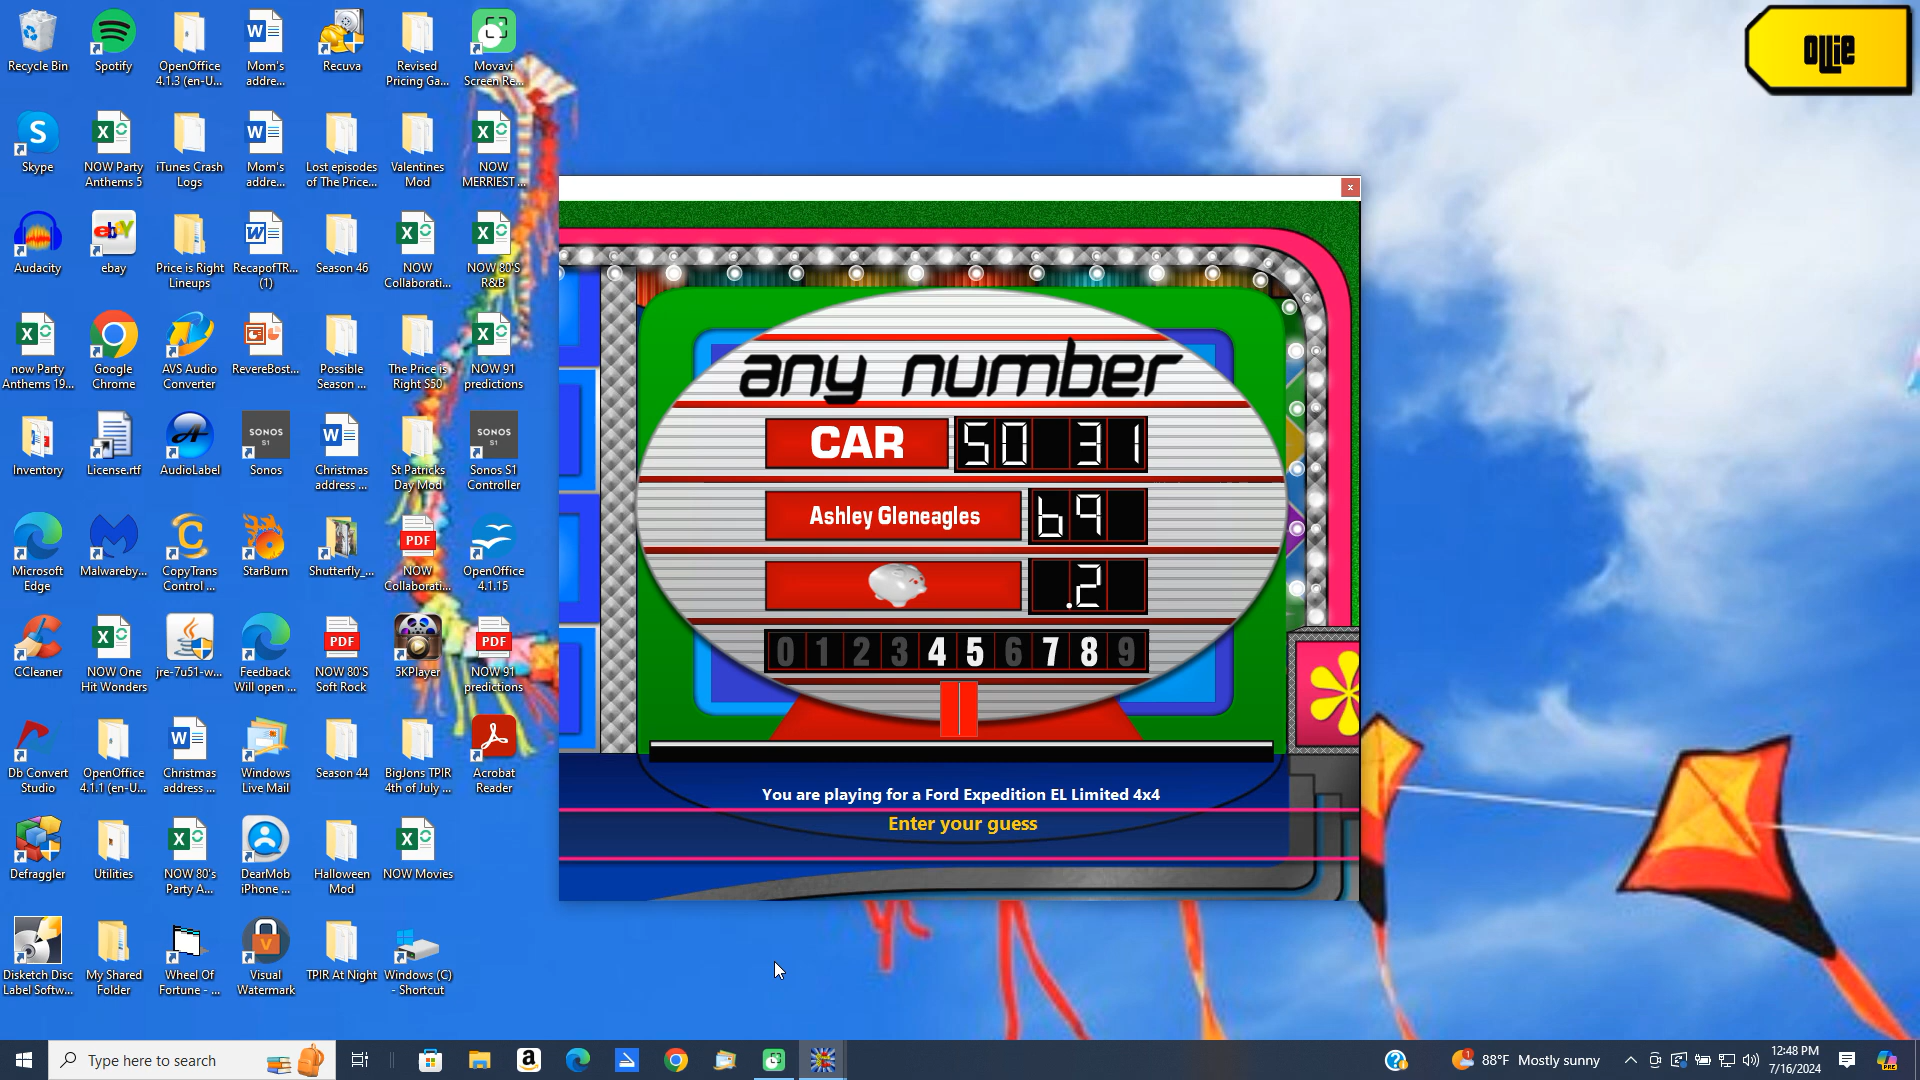 Recycle Bin
Spotify
OpenOffice 4.1.3 (en-U...
Mom's addre...
Recuva
Revised Pricing Ga...
Movavi Screen Re...
Skype
NOW Party Anthems 5
iTunes Crash Logs
Mom's addre...
Lost episodes of The Price...
Valentines Mod
NOW MERRIEST ...
Audacity
ebay
Price is Right Lineups
RecapofTR... (1)
Season 46
NOW Collaborati...
NOW 80'S R&B
now Party Anthems 19...
Google Chrome
AVS Audio Converter
RevereBost...
Possible Season ...
The Price is Right S50
NOW 91 predictions
Inventory
License.rtf
AudioLabel
SONOS S1
Sonos
Christmas address ...
St Patricks Day Mod
SONOS S1
Sonos S1 Controller
Microsoft Edge
Malwareby...
CopyTrans Control ...
StarBurn
Shutterfly_...
PDF
NOW Collaborati...
OpenOffice 4.1.15
CCleaner
NOW One Hit Wonders
jre-7u51-w...
Feedback Will open ...
PDF
NOW 80'S Soft Rock
5KPlayer
PDF
NOW 91 predictions
Db Convert Studio
OpenOffice 4.1.1 (en-U...
Christmas address ...
Windows Live Mail
Season 44
BigJons TPIR 4th of July ...
Acrobat Reader
Defraggler
Utilities
NOW 80's Party A...
DearMob iPhone ...
Halloween Mod
NOW Movies
Disketch Disc Label Softw...
My Shared Folder
Wheel Of Fortune - ...
Visual Watermark
TPIR At Night
Windows (C) - Shortcut
OLLIE
any number
CAR 50 31
Ashley Gleneagles 69
.2
0 1 2 3 4 5 6 7 8 9
You are playing for a Ford Expedition EL Limited 4x4
Enter your guess
Type here to search
88°F Mostly sunny
12:48 PM
7/16/2024